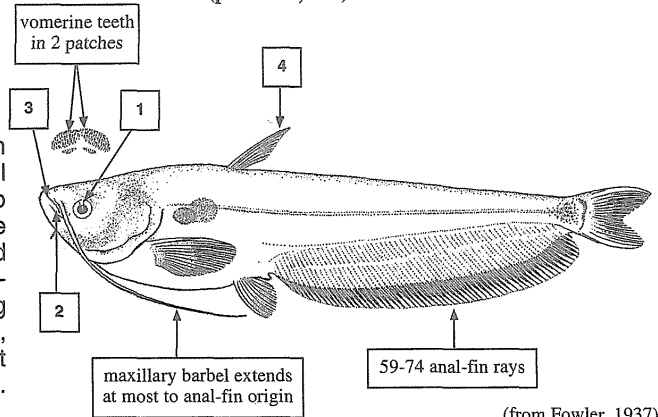 vomerine teeth
in 2 patches
4
3
1
2
maxillary barbel extends
at most to anal-fin origin
59-74 anal-fin rays
(from Fowler, 1937)